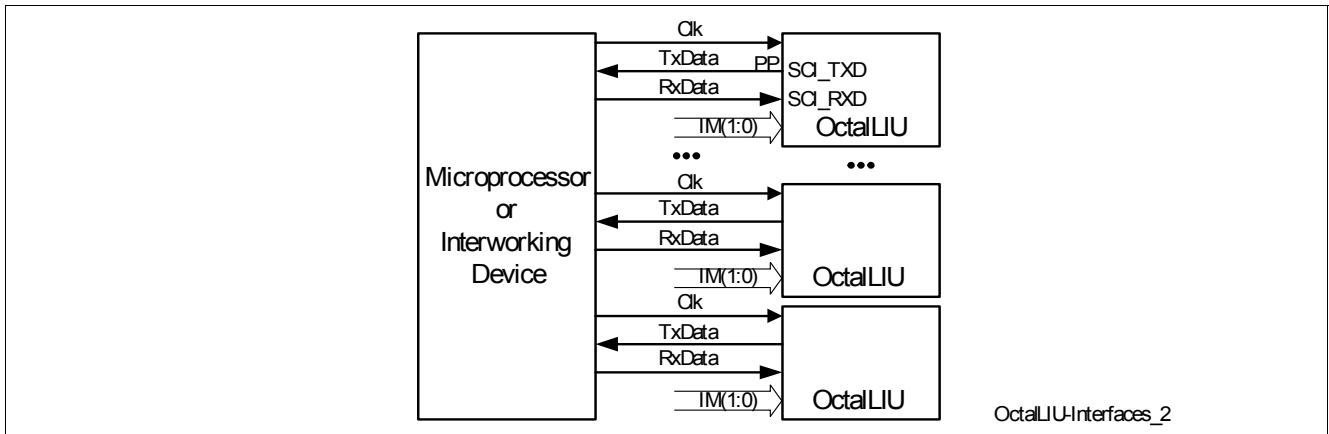 Clk
TxData PP SCI_TXD
RxData SCI_RXD
IM(1:0) OctalLIU
Microprocessor
or
Interworking
Device
Clk
TxData
RxData
IM(1:0) OctalLIU
Clk
TxData
RxData
IM(1:0) OctalLIU
OctalLIU-Interfaces_2